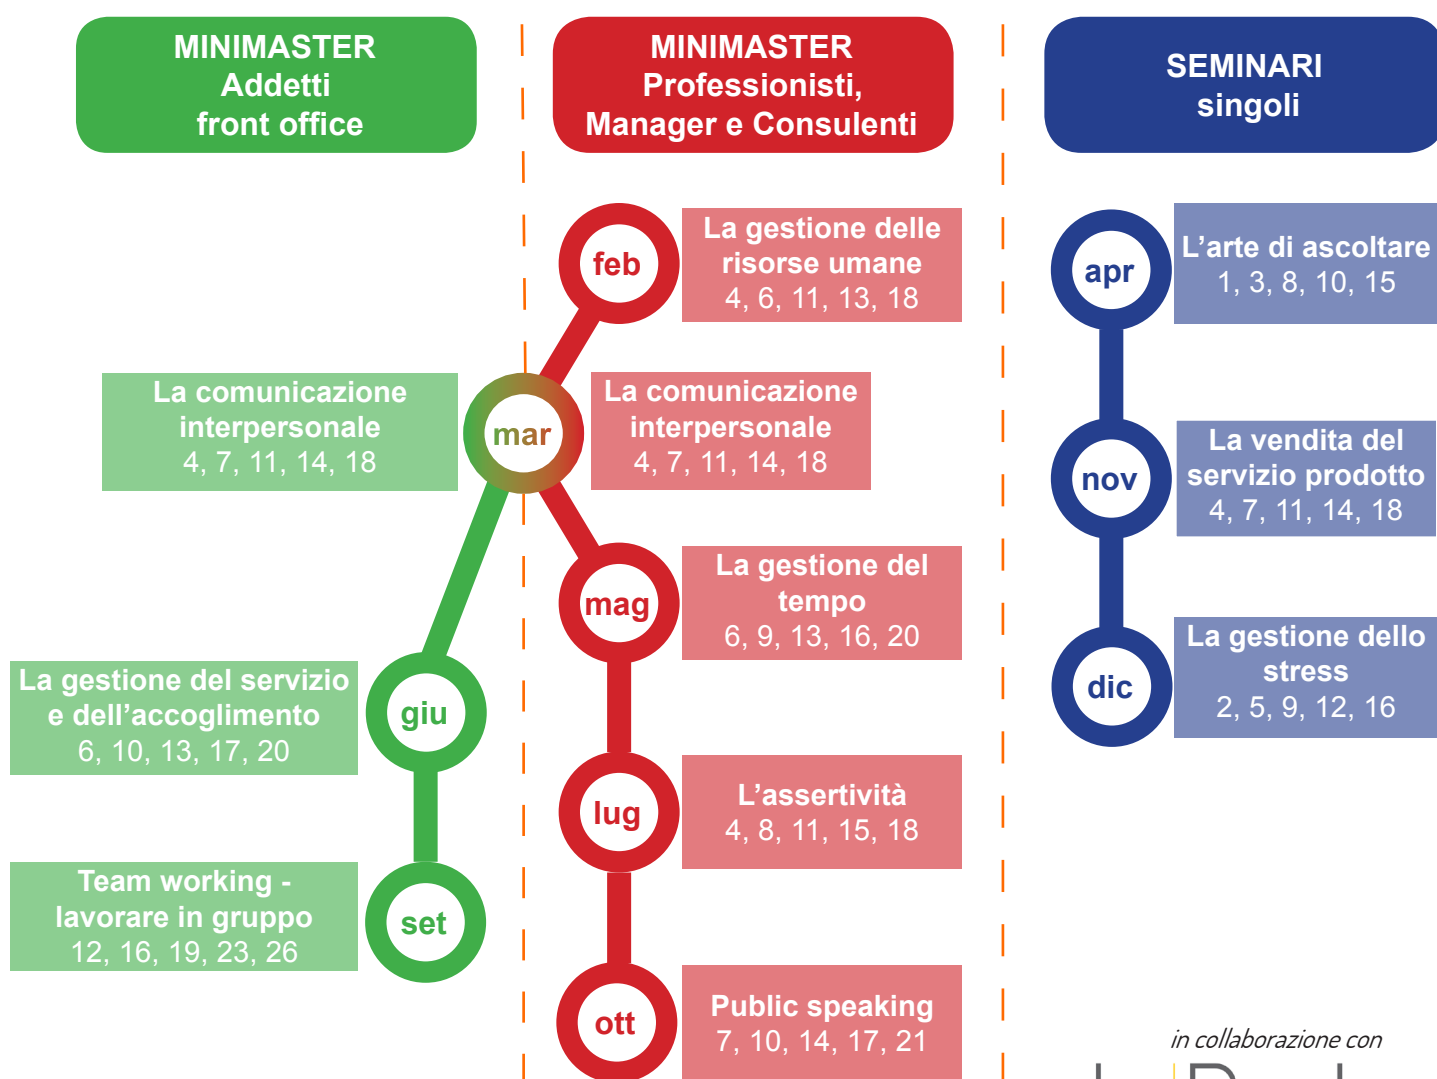 MINIMASTER
Addetti
front office
MINIMASTER
Professionisti,
Manager e Consulenti
SEMINARI
singoli
feb
La gestione delle
risorse umane
4, 6, 11, 13, 18
La comunicazione
interpersonale
4, 7, 11, 14, 18
mar
La comunicazione
interpersonale
4, 7, 11, 14, 18
mag
La gestione del
tempo
6, 9, 13, 16, 20
La gestione del servizio
e dell’accoglimento
6, 10, 13, 17, 20
giu
lug
L’assertività
4, 8, 11, 15, 18
Team working -
lavorare in gruppo
12, 16, 19, 23, 26
set
ott
Public speaking
7, 10, 14, 17, 21
apr
L’arte di ascoltare
1, 3, 8, 10, 15
nov
La vendita del
servizio prodotto
4, 7, 11, 14, 18
dic
La gestione dello
stress
2, 5, 9, 12, 16
in collaborazione con